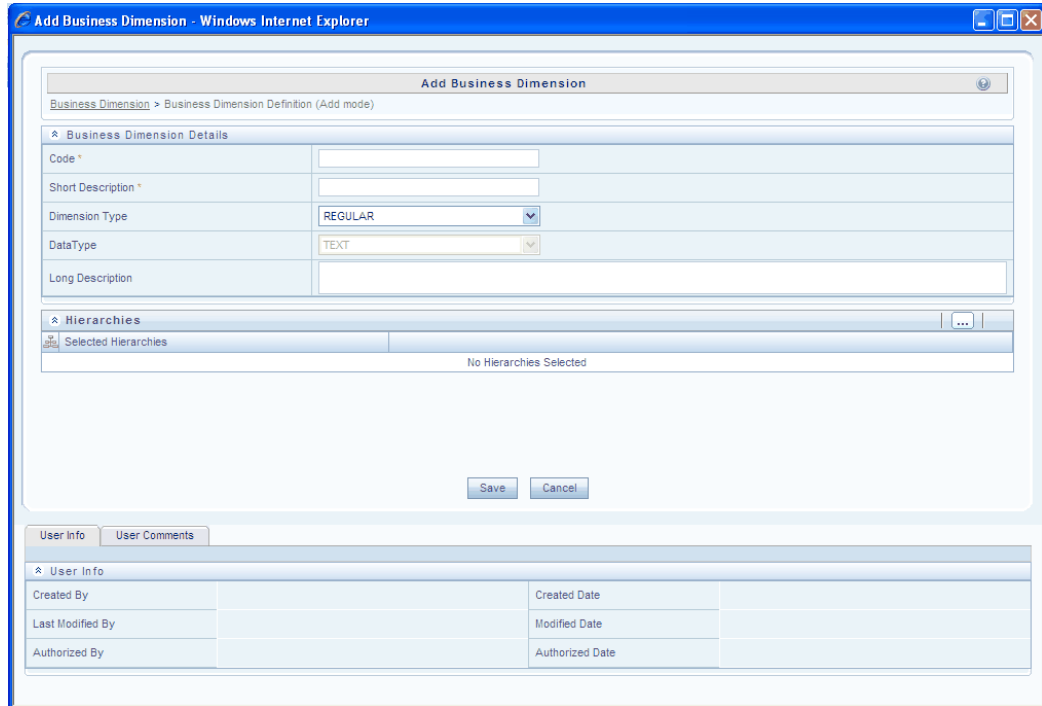 Add Business Dimension - Windows Internet Explorer
Add Business Dimension
Business Dimension > Business Dimension Definition (Add mode)
Business Dimension Details
Code *
Short Description *
Dimension Type REGULAR
DataType TEXT
Long Description
Hierarchies ...
Selected Hierarchies
No Hierarchies Selected
Save Cancel
User Info User Comments
User Info
Created By Created Date
Last Modified By Modified Date
Authorized By Authorized Date